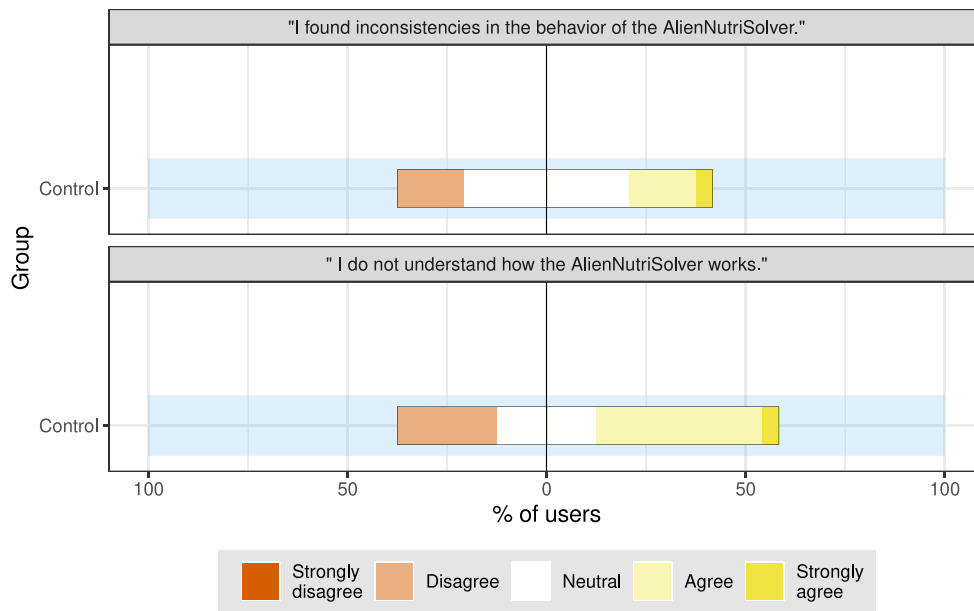 "I found inconsistencies in the behavior of the AlienNutriSolver."
Control
" I do not understand how the AlienNutriSolver works."
Control
Group
100 50 0 50 100
% of users
Strongly disagree
Disagree
Neutral
Agree
Strongly agree